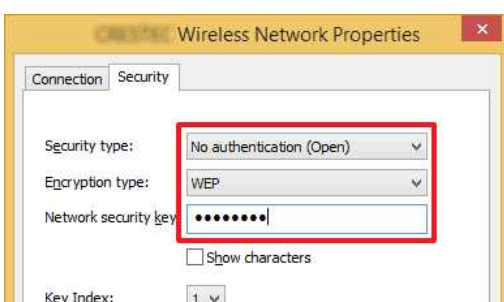 Wireless Network Properties
Connection Security
Security type: No authentication (Open)
Encryption type: WEP
Network security key ••••••••
Show characters
Key Index: 1